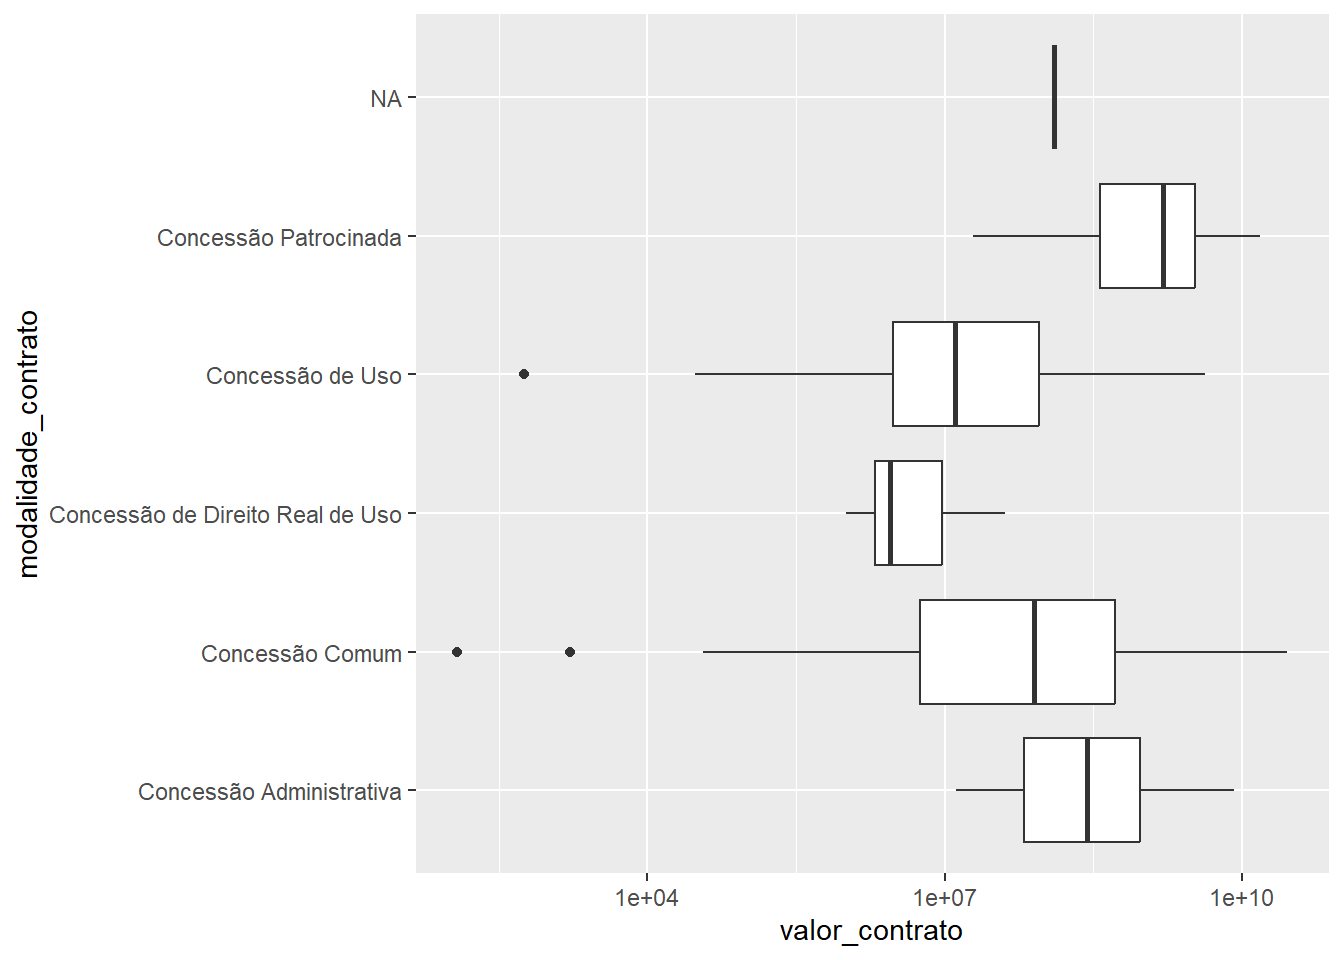 NA
Concessão Patrocinada
Concessão de Uso
Concessão de Direito Real de Uso
Concessão Comum
Concessão Administrativa
modalidade_contrato
1e+04 1e+07 1e+10
valor_contrato